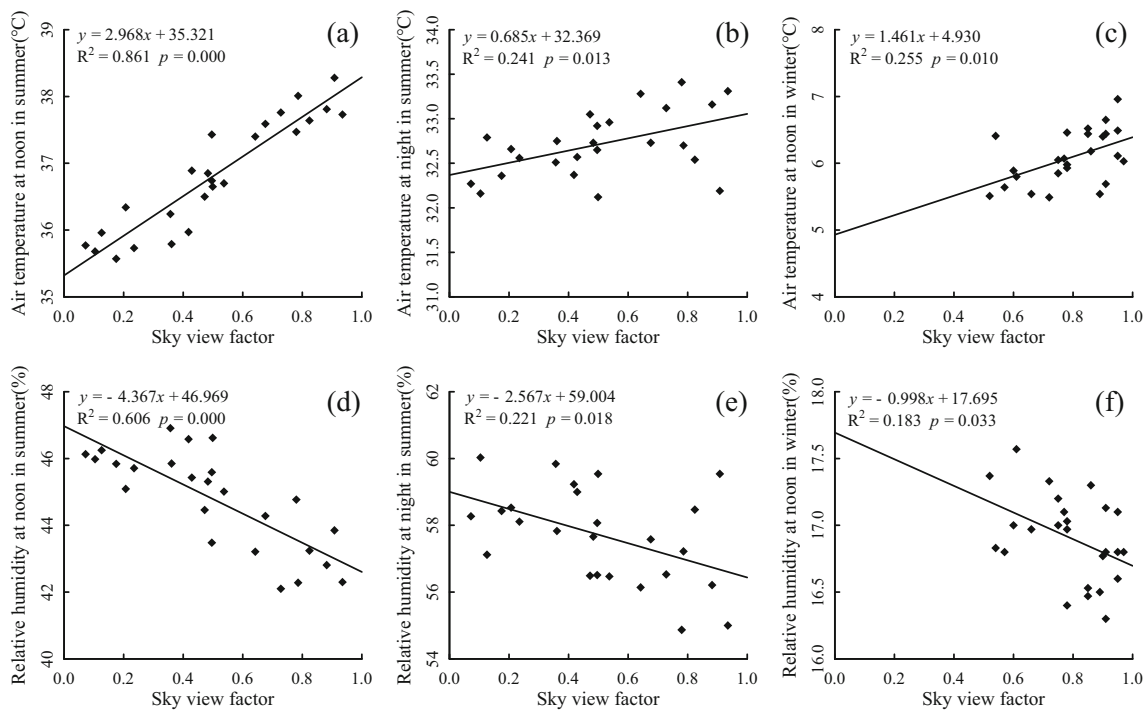 y = 2.968x + 35.321
R² = 0.861 p = 0.000
(a)
Air temperature at noon in summer(°C)
39
38
37
36
35
0.0 0.2 0.4 0.6 0.8 1.0
Sky view factor
y = 0.685x + 32.369
R² = 0.241 p = 0.013
(b)
Air temperature at night in summer(°C)
34.0
33.5
33.0
32.5
32.0
31.5
31.0
0.0 0.2 0.4 0.6 0.8 1.0
Sky view factor
y = 1.461x + 4.930
R² = 0.255 p = 0.010
(c)
Air temperature at noon in winter(°C)
8
7
6
5
4
0.0 0.2 0.4 0.6 0.8 1.0
Sky view factor
y = - 4.367x + 46.969
R² = 0.606 p = 0.000
(d)
Relative humidity at noon in summer(%)
48
46
44
42
40
0.0 0.2 0.4 0.6 0.8 1.0
Sky view factor
y = - 2.567x + 59.004
R² = 0.221 p = 0.018
(e)
Relative humidity at night in summer(%)
62
60
58
56
54
0.0 0.2 0.4 0.6 0.8 1.0
Sky view factor
y = - 0.998x + 17.695
R² = 0.183 p = 0.033
(f)
Relative humidity at noon in winter(%)
18.0
17.5
17.0
16.5
16.0
0.0 0.2 0.4 0.6 0.8 1.0
Sky view factor